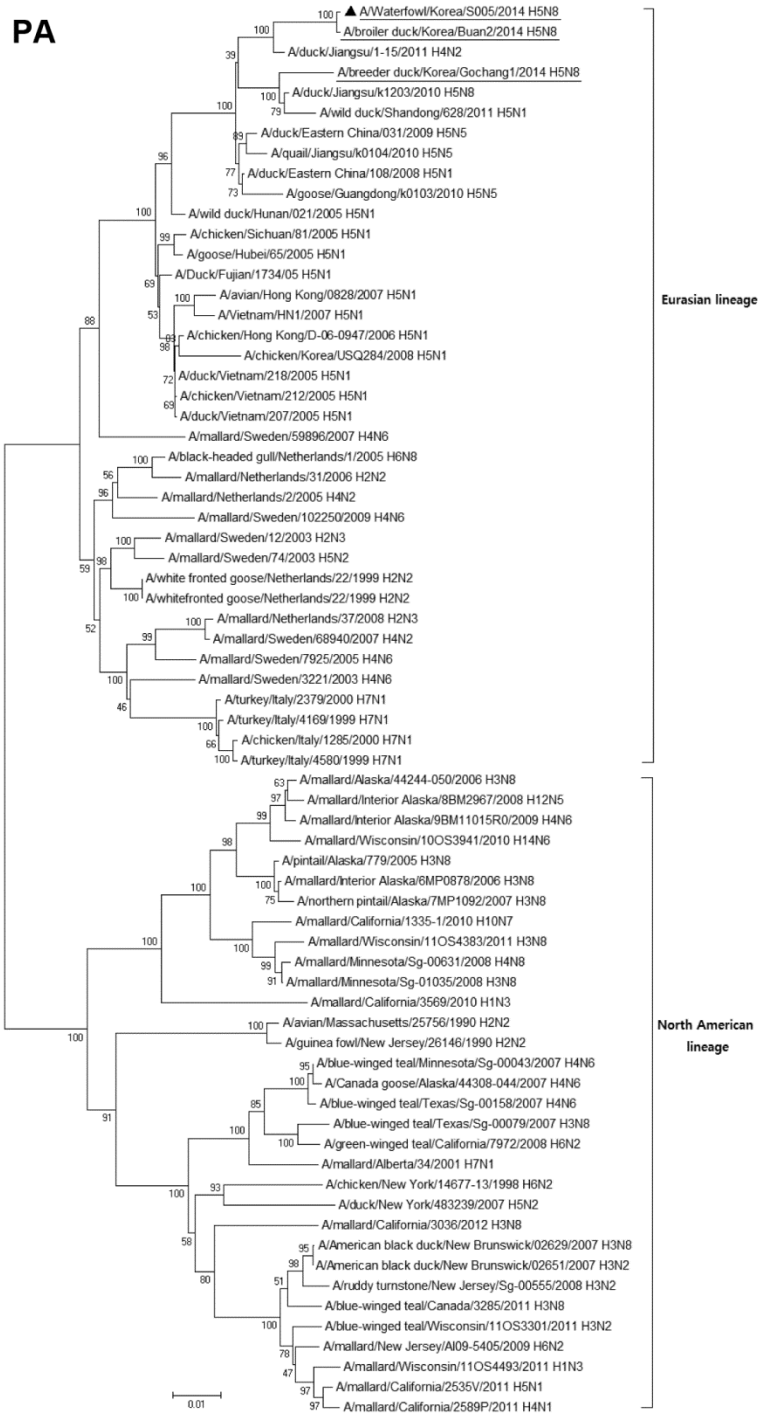 PA
A/Waterfowl/Korea/S005/2014 H5N8
A/broiler duck/Korea/Buan2/2014 H5N8
A/duck/Jiangsu/1-15/2011 H4N2
A/breeder duck/Korea/Gochang1/2014 H5N8
A/duck/Jiangsu/k1203/2010 H5N8
A/wild duck/Shandong/628/2011 H5N1
A/duck/Eastern China/031/2009 H5N5
A/quail/Jiangsu/k0104/2010 H5N5
A/duck/Eastern China/108/2008 H5N1
A/goose/Guangdong/k0103/2010 H5N5
A/wild duck/Hunan/021/2005 H5N1
A/chicken/Sichuan/81/2005 H5N1
A/goose/Hubei/65/2005 H5N1
A/Duck/Fujian/1734/05 H5N1
A/avian/Hong Kong/0828/2007 H5N1
A/Vietnam/HN1/2007 H5N1
A/chicken/Hong Kong/D-06-0947/2006 H5N1
A/chicken/Korea/USQ284/2008 H5N1
A/duck/Vietnam/218/2005 H5N1
A/chicken/Vietnam/212/2005 H5N1
A/duck/Vietnam/207/2005 H5N1
A/mallard/Sweden/59896/2007 H4N6
A/black-headed gull/Netherlands/1/2005 H6N8
A/mallard/Netherlands/31/2006 H2N2
A/mallard/Netherlands/2/2005 H4N2
A/mallard/Sweden/102250/2009 H4N6
A/mallard/Sweden/12/2003 H2N3
A/mallard/Sweden/74/2003 H5N2
A/white fronted goose/Netherlands/22/1999 H2N2
A/whitefronted goose/Netherlands/22/1999 H2N2
A/mallard/Netherlands/37/2008 H2N3
A/mallard/Sweden/68940/2007 H4N2
A/mallard/Sweden/7925/2005 H4N6
A/mallard/Sweden/3221/2003 H4N6
A/turkey/Italy/2379/2000 H7N1
A/turkey/Italy/4169/1999 H7N1
A/chicken/Italy/1285/2000 H7N1
A/turkey/Italy/4580/1999 H7N1
A/mallard/Alaska/44244-050/2006 H3N8
A/mallard/Interior Alaska/8BM2967/2008 H12N5
A/mallard/Interior Alaska/9BM11015R0/2009 H4N6
A/mallard/Wisconsin/10OS3941/2010 H14N6
A/pintail/Alaska/779/2005 H3N8
A/mallard/Interior Alaska/6MP0878/2006 H3N8
A/northern pintail/Alaska/7MP1092/2007 H3N8
A/mallard/California/1335-1/2010 H10N7
A/mallard/Wisconsin/11OS4383/2011 H3N8
A/mallard/Minnesota/Sg-00631/2008 H4N8
A/mallard/Minnesota/Sg-01035/2008 H3N8
A/mallard/California/3569/2010 H1N3
A/avian/Massachusetts/25756/1990 H2N2
A/guinea fowl/New Jersey/26146/1990 H2N2
A/blue-winged teal/Minnesota/Sg-00043/2007 H4N6
A/Canada goose/Alaska/44308-044/2007 H4N6
A/blue-winged teal/Texas/Sg-00158/2007 H4N6
A/blue-winged teal/Texas/Sg-00079/2007 H3N8
A/green-winged teal/California/7972/2008 H6N2
A/mallard/Alberta/34/2001 H7N1
A/chicken/New York/14677-13/1998 H6N2
A/duck/New York/483239/2007 H5N2
A/mallard/California/3036/2012 H3N8
A/American black duck/New Brunswick/02629/2007 H3N8
A/American black duck/New Brunswick/02651/2007 H3N2
A/ruddy turnstone/New Jersey/Sg-00555/2008 H3N2
A/blue-winged teal/Canada/3285/2011 H3N8
A/blue-winged teal/Wisconsin/11OS3301/2011 H3N2
A/mallard/New Jersey/AI09-5405/2009 H6N2
A/mallard/Wisconsin/11OS4493/2011 H1N3
A/mallard/California/2535V/2011 H5N1
A/mallard/California/2589P/2011 H4N1
Eurasian lineage
North American
lineage
100
39
100
100
79
89
77
73
96
100
99
69
53
100
98
72
69
88
100
56
96
59
100
98
100
52
100
99
100
46
100
66
100
63
97
99
98
100
75
100
99
91
100
100
100
91
95
100
85
100
100
93
100
58
80
95
98
51
100
78
47
97
97
0.01